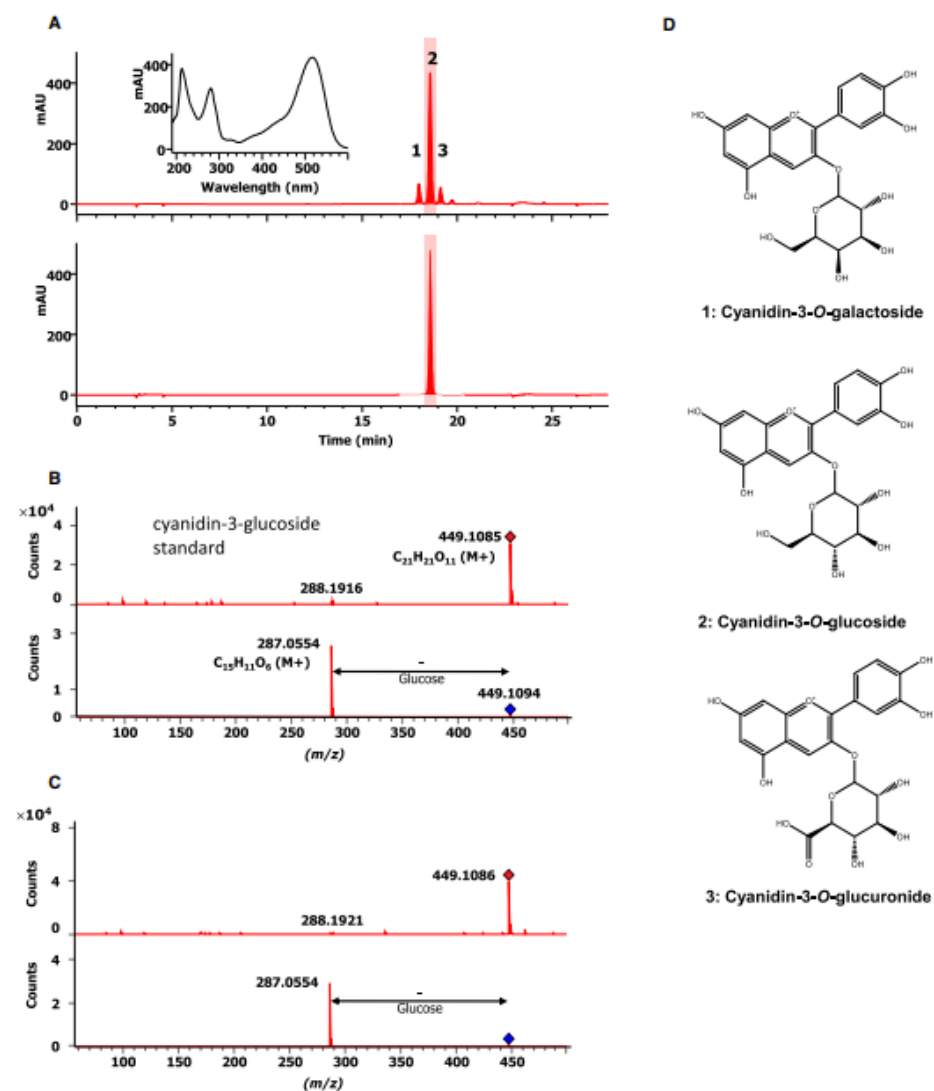 A
400
200
0
mAU
mAU
400
200
0
200 300 400 500
Wavelength (nm)
1
2
3
400
200
0
mAU
0 5 10 15 20 25
Time (min)
B
×10⁴
4
2
0
Counts
cyanidin-3-glucoside
standard
288.1916
449.1085
C₂₁H₂₁O₁₁ (M+)
3
1
0
Counts
287.0554
C₁₅H₁₁O₆ (M+)
–
Glucose
449.1094
100 150 200 250 300 350 400 450
(m/z)
C
×10⁴
8
4
0
Counts
288.1921
449.1086
4
2
0
Counts
287.0554
–
Glucose
100 150 200 250 300 350 400 450
(m/z)
D
OH
HO
O⁺
OH
O
OH
O
OH
HO
OH
OH
1: Cyanidin-3-O-galactoside
OH
HO
O⁺
OH
O
OH
O
OH
HO
OH
OH
2: Cyanidin-3-O-glucoside
OH
HO
O⁺
OH
O
OH
O
OH
HO
OH
O
OH
3: Cyanidin-3-O-glucuronide